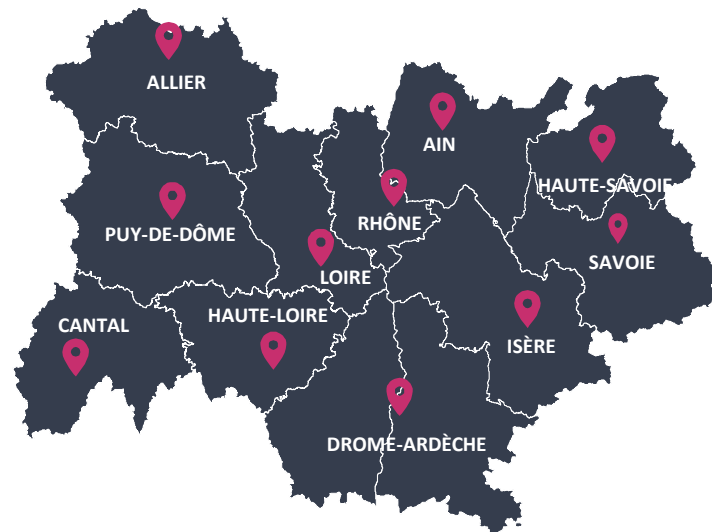 ALLIER
AIN
HAUTE-SAVOIE
PUY-DE-DÔME
RHÔNE
LOIRE
SAVOIE
CANTAL
HAUTE-LOIRE
ISÈRE
DROME-ARDÈCHE